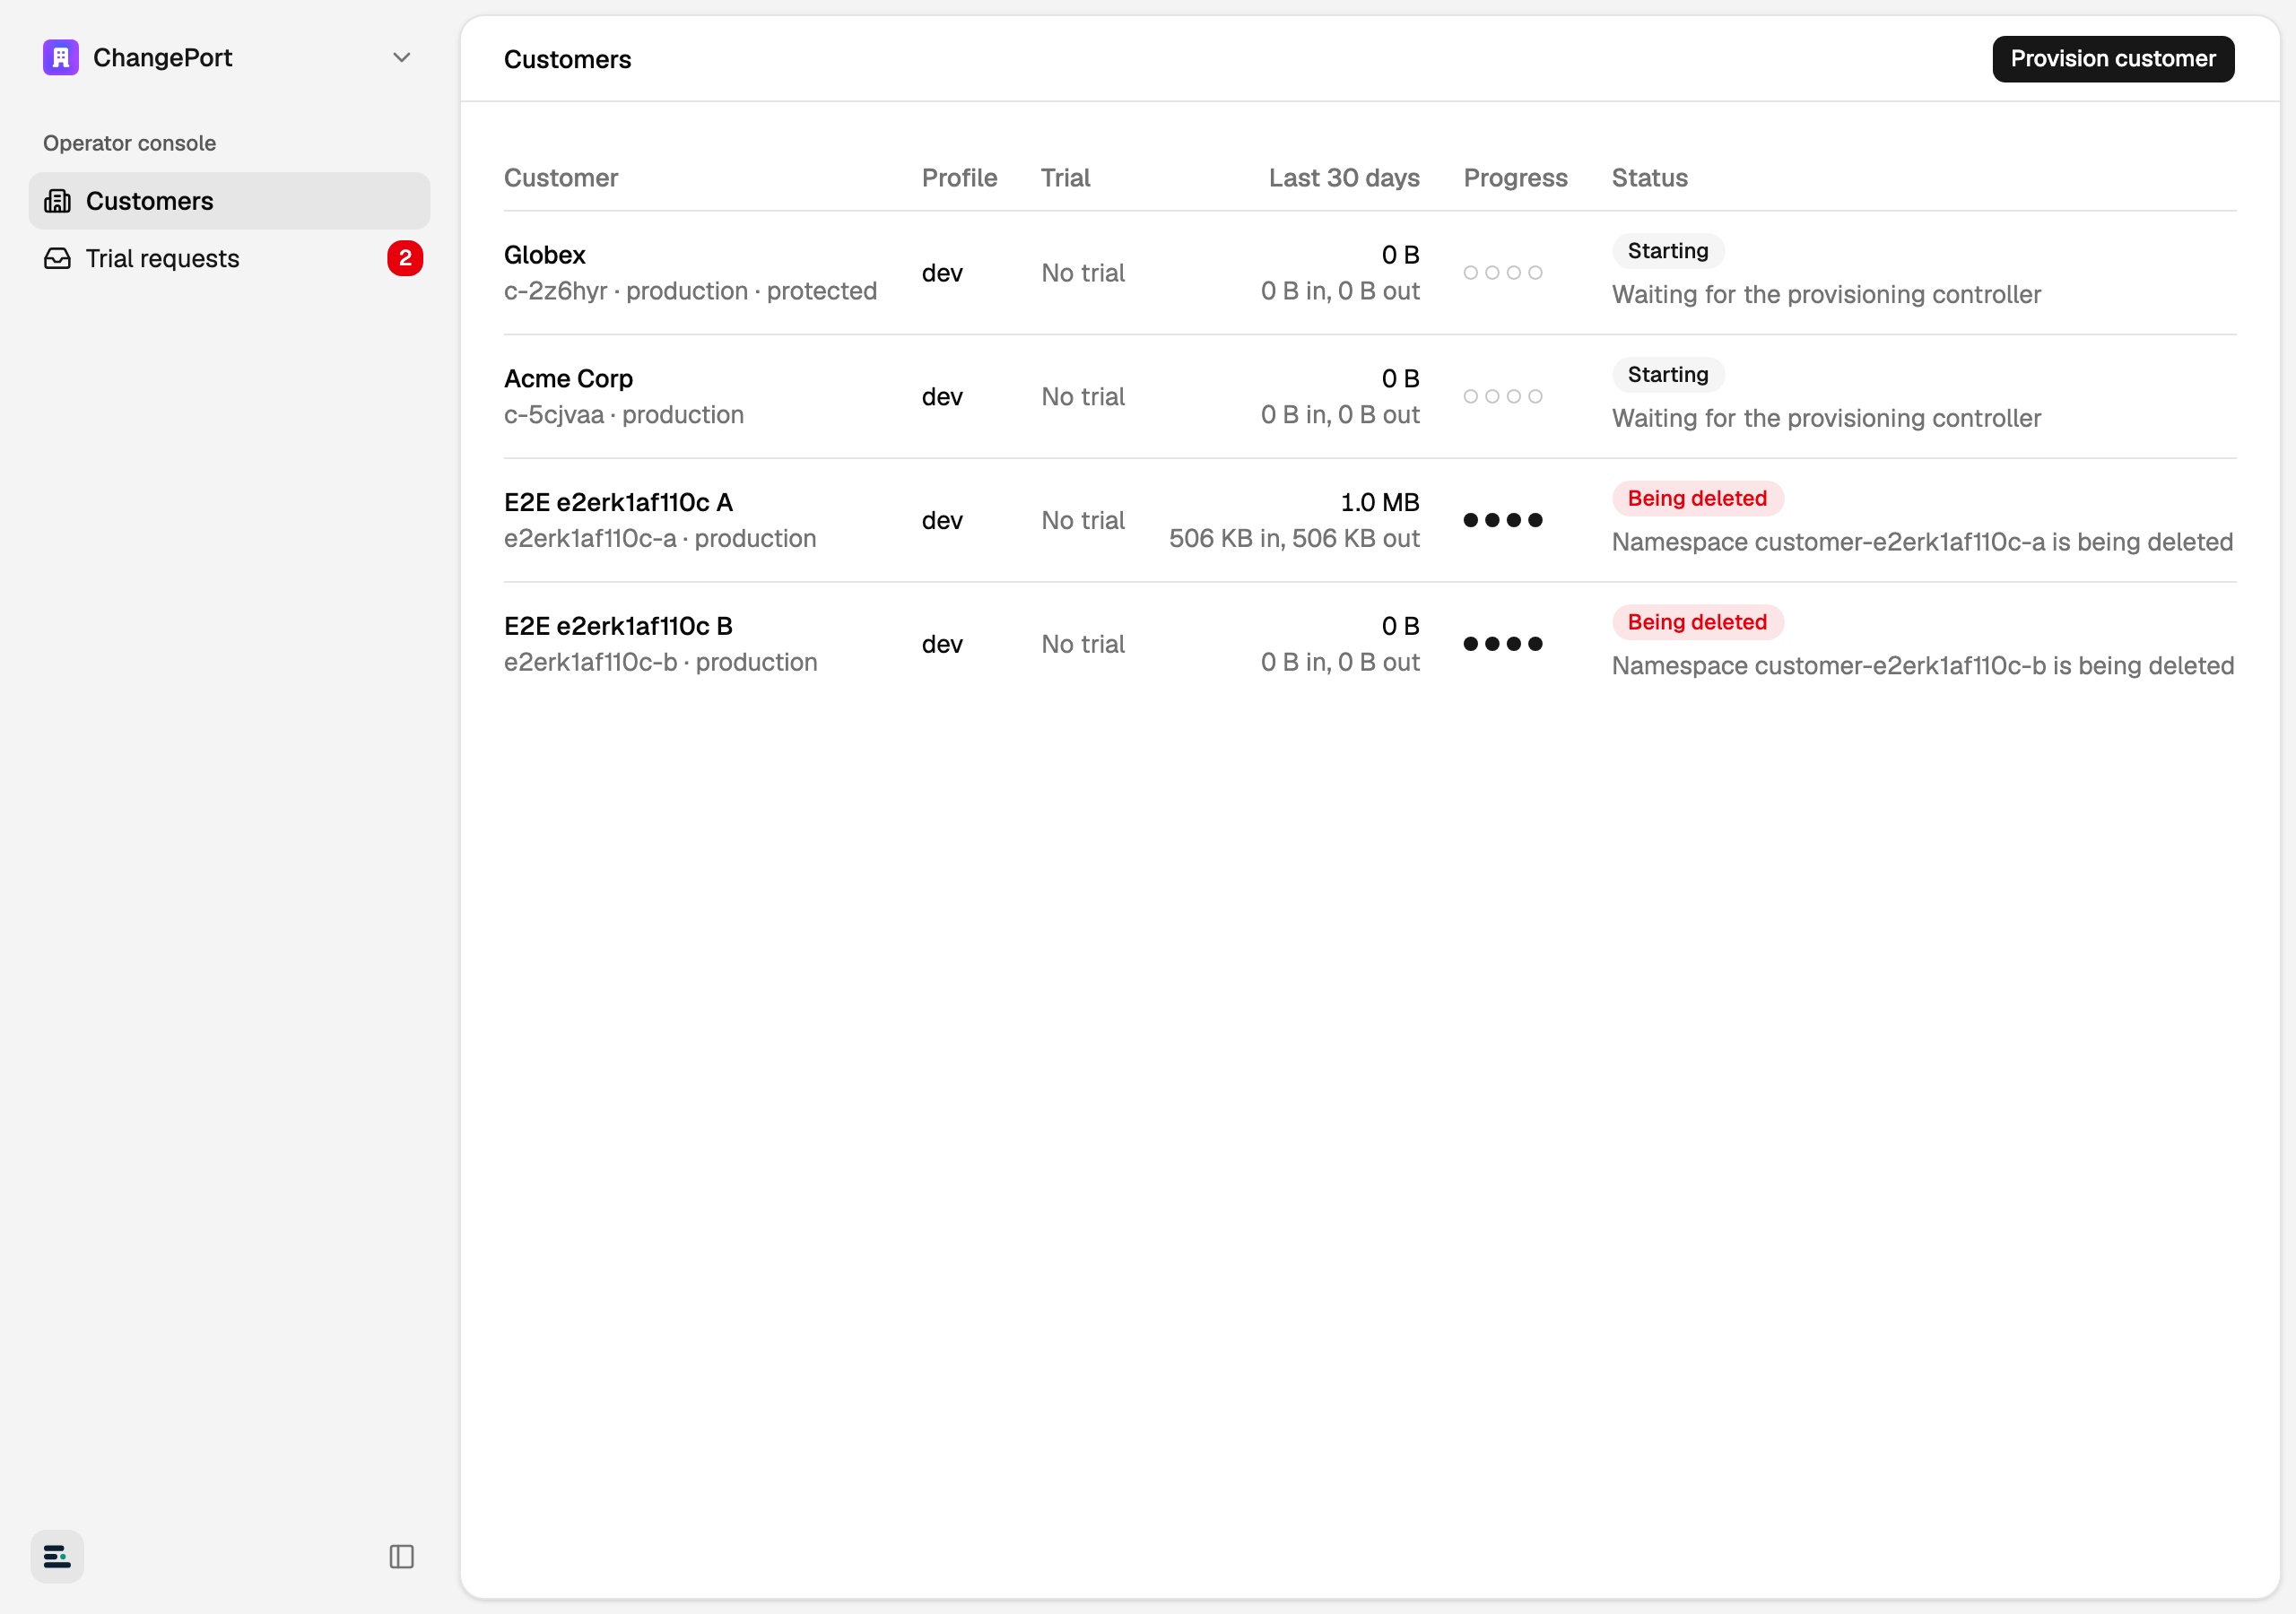 ChangePort
Operator console
Customers
Trial requests 2
Customers
Provision customer
Customer Profile Trial Last 30 days Progress Status
Globex
c-2z6hyr · production · protected
dev
No trial
0 B
0 B in, 0 B out
Starting
Waiting for the provisioning controller
Acme Corp
c-5cjvaa · production
dev
No trial
0 B
0 B in, 0 B out
Starting
Waiting for the provisioning controller
E2E e2erk1af110c A
e2erk1af110c-a · production
dev
No trial
1.0 MB
506 KB in, 506 KB out
Being deleted
Namespace customer-e2erk1af110c-a is being deleted
E2E e2erk1af110c B
e2erk1af110c-b · production
dev
No trial
0 B
0 B in, 0 B out
Being deleted
Namespace customer-e2erk1af110c-b is being deleted